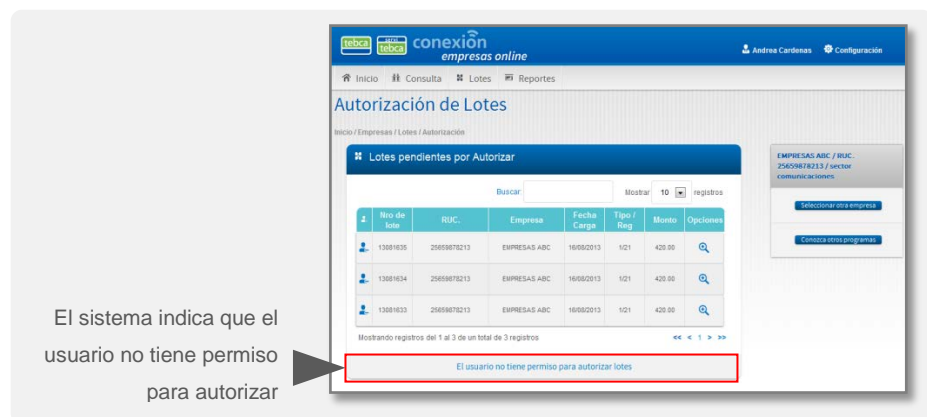 tebca servi tebca conexión
empresas online
Andrea Cardenas Configuración
Inicio Consulta Lotes Reportes
Autorización de Lotes
Inicio / Empresas / Lotes / Autorización
Lotes pendientes por Autorizar
Buscar Mostrar 10 registros
Nro de lote RUC. Empresa Fecha Carga Tipo / Reg Monto Opciones
13081635 25659878213 EMPRESAS ABC 16/08/2013 1/21 420.00
13081634 25659878213 EMPRESAS ABC 16/08/2013 1/21 420.00
13081633 25659878213 EMPRESAS ABC 16/08/2013 1/21 420.00
Mostrando registros del 1 al 3 de un total de 3 registros << < 1 > >>
El usuario no tiene permiso para autorizar lotes
EMPRESAS ABC / RUC.
25659878213 / sector
comunicaciones
Seleccionar otra empresa
Conozca otros programas
El sistema indica que el
usuario no tiene permiso
para autorizar